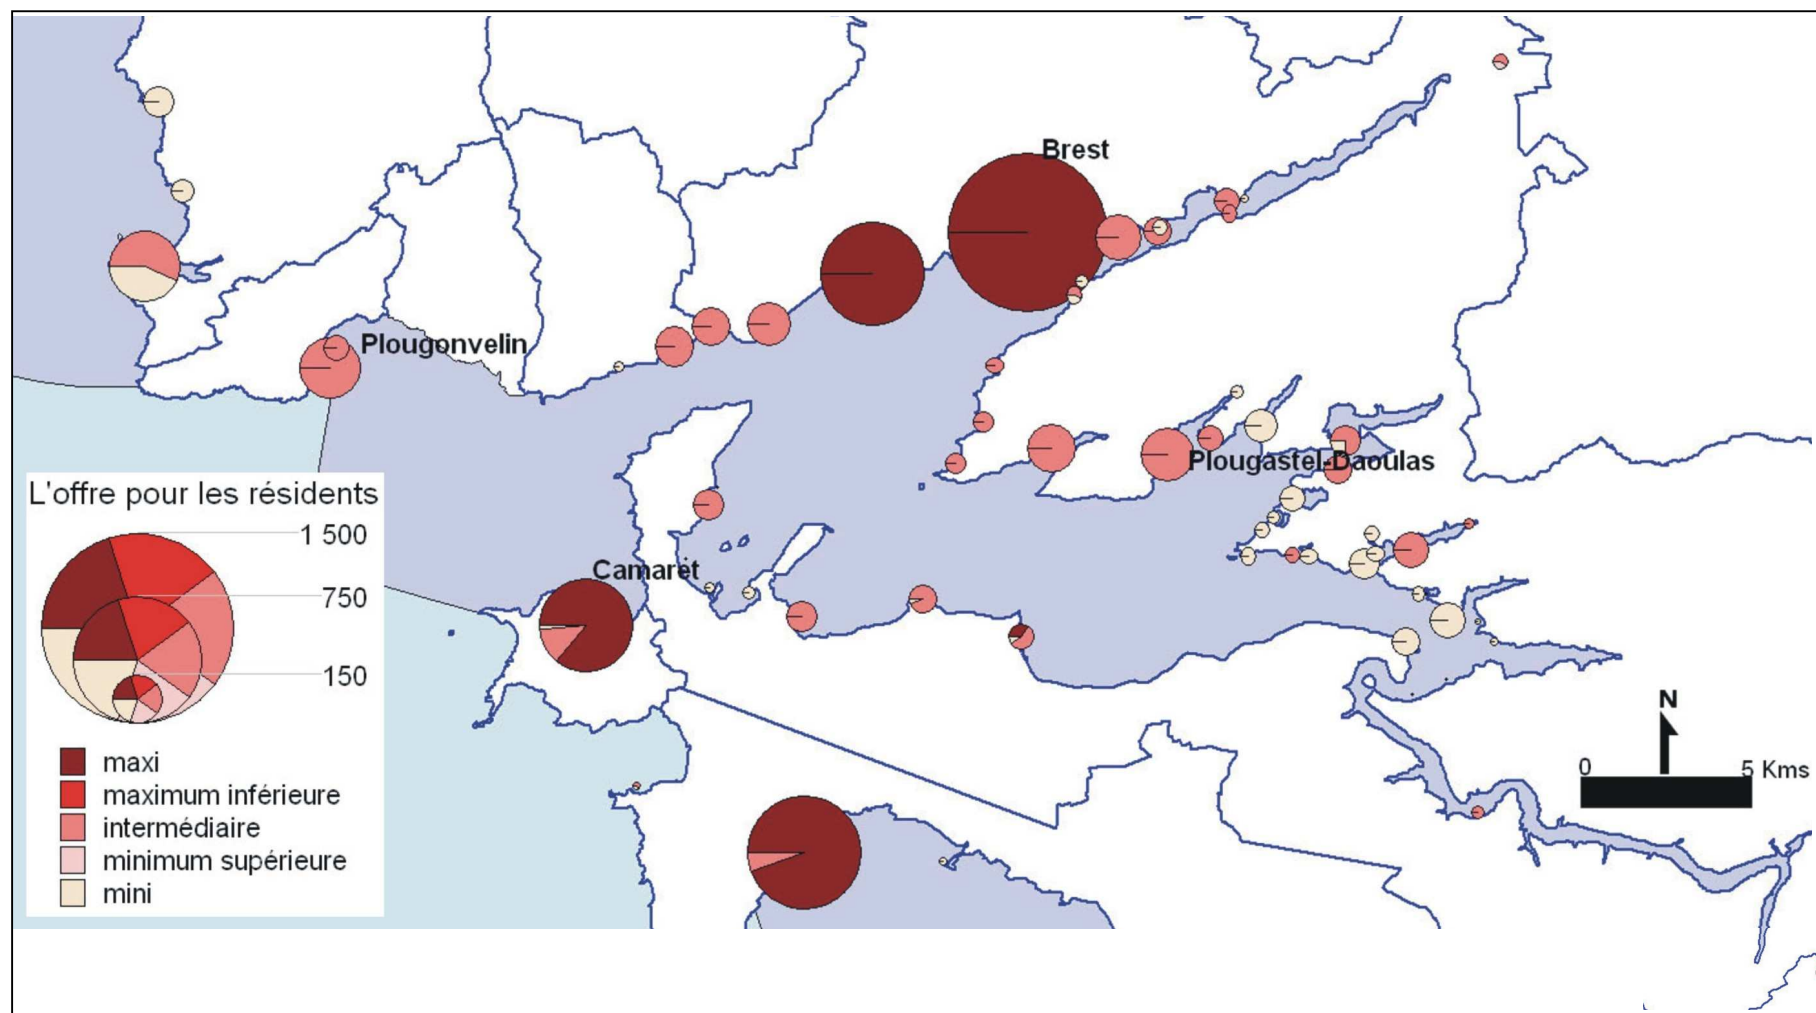 Brest
Plougonvelin
Plougastel-Daoulas
Camaret
L'offre pour les résidents
1 500
750
150
maxi
maximum inférieure
intermédiaire
minimum supérieure
mini
N
0 5 Kms